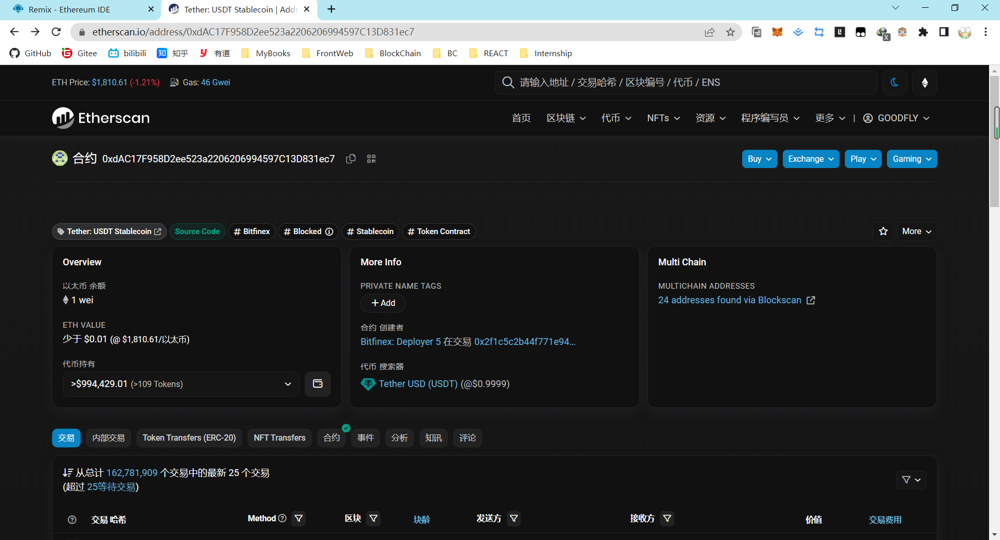 Remix - Ethereum IDE
Tether: USDT Stablecoin | Addr
etherscan.io/address/0xdAC17F958D2ee523a2206206994597C13D831ec7
GitHub Gitee bilibili 知 知乎 有道 MyBooks FrontWeb BlockChain BC REACT Internship
ETH Price: $1,810.61 (-1.21%) Gas: 46 Gwei
请输入地址 / 交易哈希 / 区块编号 / 代币 / ENS
Etherscan
首页 区块链 代币 NFTs 资源 程序编写员 更多 | GOODFLY
合约 0xdAC17F958D2ee523a2206206994597C13D831ec7
Buy Exchange Play Gaming
Tether: USDT Stablecoin Source Code # Bitfinex # Blocked # Stablecoin # Token Contract
More
Overview
以太币 余额
1 wei
ETH VALUE
少于 $0.01 (@ $1,810.61/以太币)
代币持有
>$994,429.01 (>109 Tokens)
More Info
PRIVATE NAME TAGS
+ Add
合约 创建者
Bitfinex: Deployer 5 在交易 0x2f1c5c2b44f771e94...
代币 搜索器
Tether USD (USDT) (@$0.9999)
Multi Chain
MULTICHAIN ADDRESSES
24 addresses found via Blockscan
交易 内部交易 Token Transfers (ERC-20) NFT Transfers 合约 事件 分析 知讯 评论
从总计 162,781,909 个交易中的最新 25 个交易
(超过 25等待交易)
交易 哈希 Method 区块 块龄 发送方 接收方 价值 交易费用